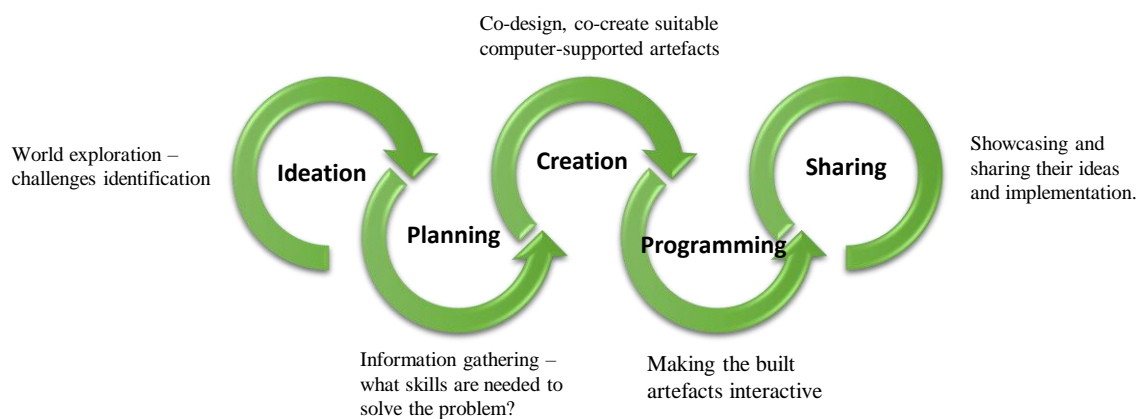 Co-design, co-create suitable
computer-supported artefacts
World exploration –
challenges identification
Ideation
Planning
Creation
Programming
Sharing
Showcasing and
sharing their ideas
and implementation.
Information gathering –
what skills are needed to
solve the problem?
Making the built
artefacts interactive